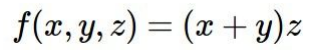 f(x, y, z) = (x + y)z